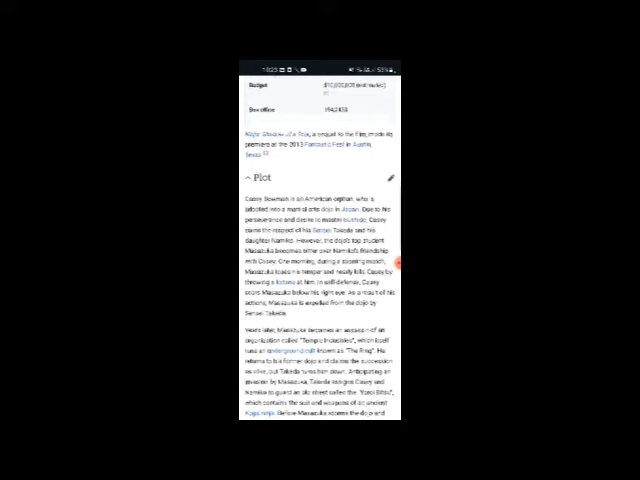 Budget $10,000,000 (estimated)
Box office
Ninja: Shadow of a Tear, a sequel to the film, made its
premiere at the 2013 Fantastic Fest in Austin,
Texas.
Plot
Casey Bowman is an American orphan, who is
adopted into a martial arts dojo in Japan. Due to his
perseverance and desire to master bushido, Casey
earns the respect of his Sensei Takeda and his
daughter Namiko. However, the dojo's top student
Masazuka becomes bitter over Namiko's friendship
with Casey. One morning, during a sparring match,
Masazuka loses his temper and nearly kills Casey by
throwing a katana at him. In self-defense, Casey
scars Masazuka below his right eye. As a result of his
actions, Masazuka is expelled from the dojo by
Sensei Takeda.
Years later, Masazuka becomes an assassin of an
organization called "Temple Industries", which itself
runs an underground cult known as "The Ring". He
returns to his former dojo and claims the succession
as sōke, but Takeda turns him down. Anticipating an
invasion by Masazuka, Takeda assigns Casey and
Namiko to guard an old chest called the "Yoroi Bitsu",
which contains the suit and weapons of an ancient
Koga ninja. Before Masazuka storms the dojo and